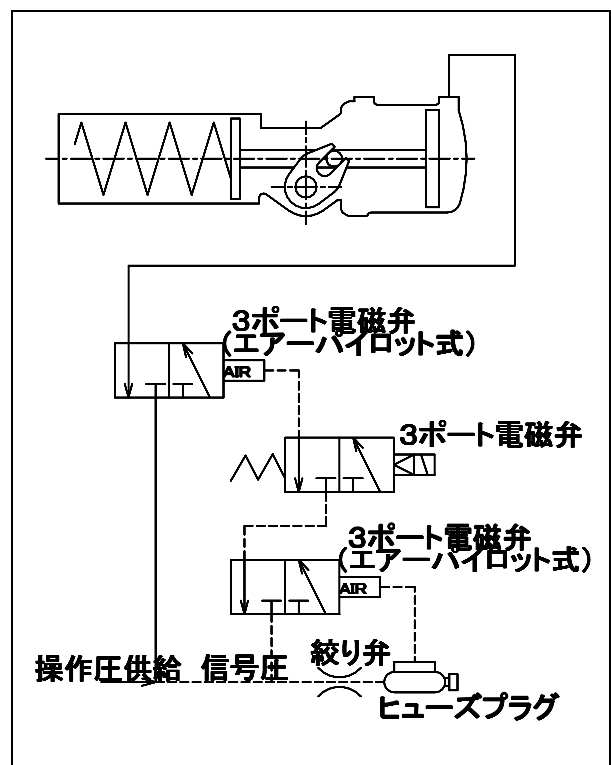 3ポート電磁弁
（エアーパイロット式）
AIR
3ポート電磁弁
3ポート電磁弁
（エアーパイロット式）
AIR
操作圧供給 信号圧
絞り弁
ヒューズプラグ